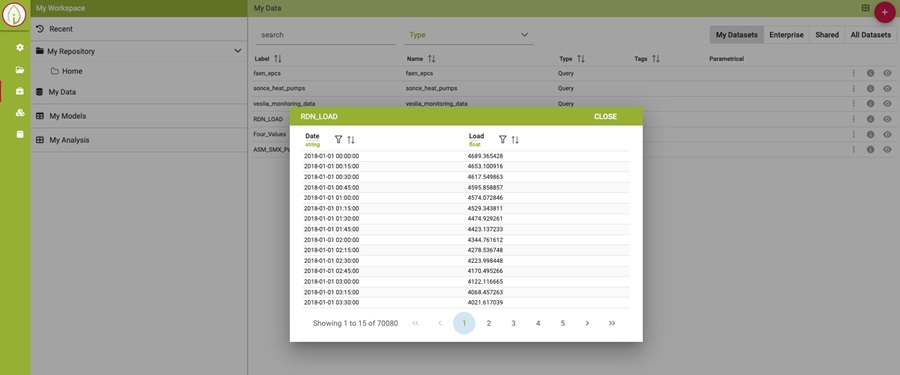 My Workspace
My Data
Recent
My Repository
Home
My Data
My Models
My Analysis
search
Type
My Datasets
Enterprise
Shared
All Datasets
Label
Name
Type
Tags
Parametrical
faen_epcs
faen_epcs
Query
sonce_heat_pumps
sonce_heat_pumps
Query
veolia_monitoring_data
veolia_monitoring_data
Query
RDN_LOAD
Four_Values
RDN_LOAD
CLOSE
Date
string
Load
float
2018-01-01 00:00:00 4689.365428
2018-01-01 00:15:00 4653.100916
2018-01-01 00:30:00 4617.549863
2018-01-01 00:45:00 4595.858857
2018-01-01 01:00:00 4574.072846
2018-01-01 01:15:00 4529.343811
2018-01-01 01:30:00 4474.929261
2018-01-01 01:45:00 4423.137233
2018-01-01 02:00:00 4344.761612
2018-01-01 02:15:00 4278.536748
2018-01-01 02:30:00 4223.998448
2018-01-01 02:45:00 4170.495266
2018-01-01 03:00:00 4122.116665
2018-01-01 03:15:00 4068.457263
2018-01-01 03:30:00 4021.617039
Showing 1 to 15 of 70080
1 2 3 4 5